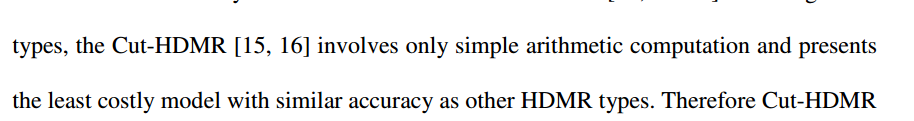 types, the Cut-HDMR [15, 16] involves only simple arithmetic computation and presents
the least costly model with similar accuracy as other HDMR types. Therefore Cut-HDMR